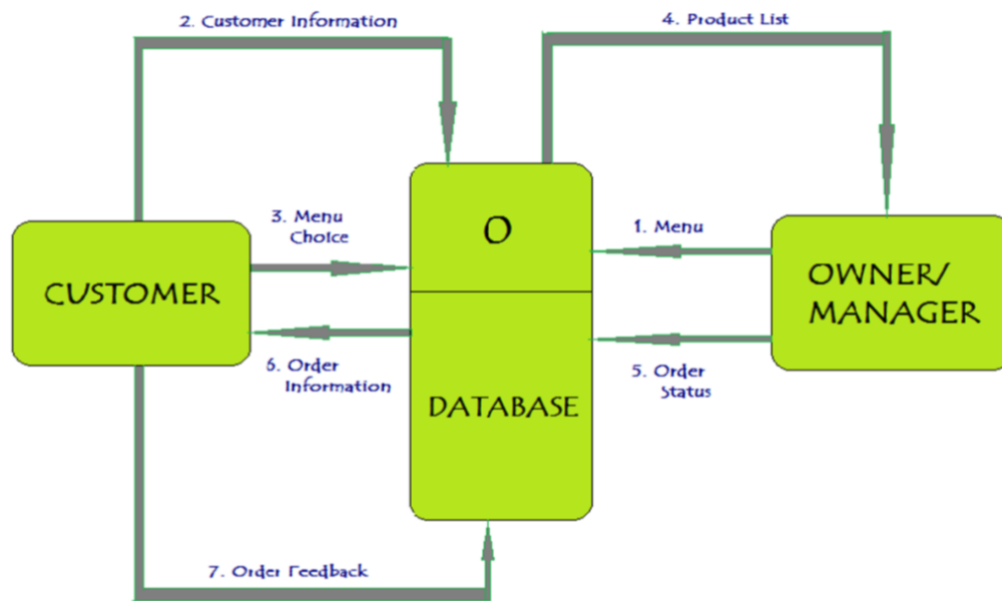 2. Customer Information
4. Product List
3. Menu
Choice
O
1. Menu
CUSTOMER
OWNER/
MANAGER
6. Order
Information
DATABASE
5. Order
Status
7. Order Feedback